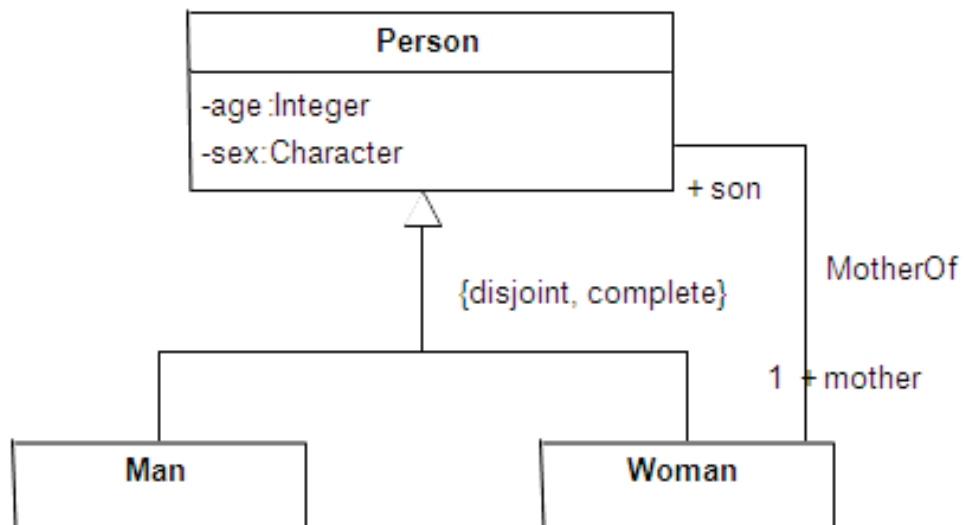 Person
-age:Integer
-sex:Character
+ son
MotherOf
{disjoint, complete}
1 + mother
Man
Woman